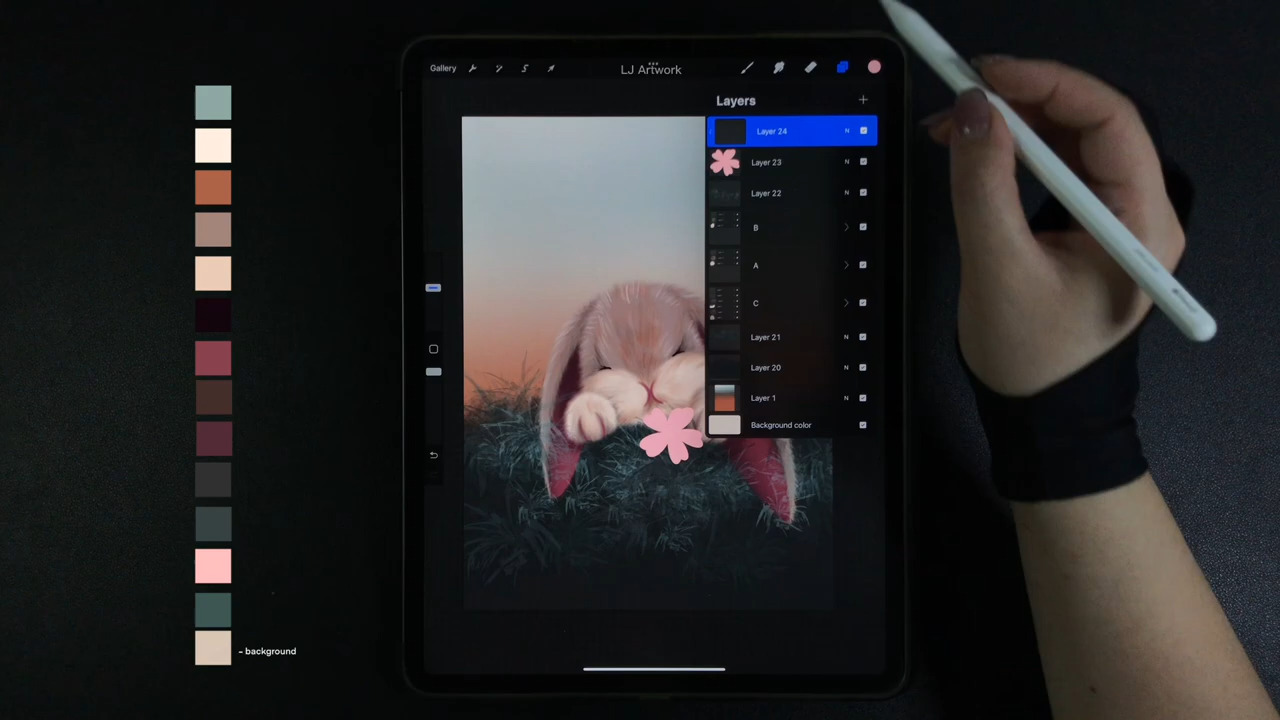 Gallery
LJ Artwork
Layers
Layer 24 N
Layer 23 N
Layer 22 N
B
A
C
Layer 21 N
Layer 20 N
Layer 1 N
Background color
- background